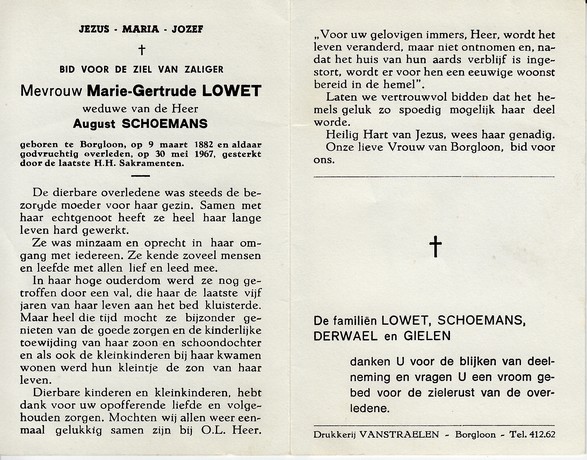 JEZUS - MARIA - JOZEF
†
BID VOOR DE ZIEL VAN ZALIGER
Mevrouw Marie-Gertrude LOWET
weduwe van de Heer
August SCHOEMANS
geboren te Borgloon, op 9 maart 1882 en aldaar
godvruchtig overleden, op 30 mei 1967, gesterkt
door de laatste H.H. Sakramenten.
De dierbare overledene was steeds de be-
zorgde moeder voor haar gezin. Samen met
haar echtgenoot heeft ze heel haar lange
leven hard gewerkt.
Ze was minzaam en oprecht in haar om-
gang met iedereen. Ze kende zoveel mensen
en leefde met allen lief en leed mee.
In haar hoge ouderdom werd ze nog ge-
troffen door een val, die haar de laatste vijf
jaren van haar leven aan het bed kluisterde.
Maar heel die tijd mocht ze bijzonder ge-
nieten van de goede zorgen en de kinderlijke
toewijding van haar zoon en schoondochter
en als ook de kleinkinderen bij haar kwamen
wonen werd hun kleintje de zon van haar
leven.
Dierbare kinderen en kleinkinderen, hebt
dank voor uw opofferende liefde en volge-
houden zorgen. Mochten wij allen weer een-
maal gelukkig samen zijn bij O.L. Heer.
„Voor uw gelovigen immers, Heer, wordt het
leven veranderd, maar niet ontnomen en, na-
dat het huis van hun aards verblijf is inge-
stort, wordt er voor hen een eeuwige woonst
bereid in de hemel".
Laten we vertrouwvol bidden dat het he-
mels geluk zo spoedig mogelijk haar deel
worde.
Heilig Hart van Jezus, wees haar genadig.
Onze lieve Vrouw van Borgloon, bid voor
ons.
†
De familiën LOWET, SCHOEMANS,
DERWAEL en GIELEN
danken U voor de blijken van deel-
neming en vragen U een vroom ge-
bed voor de zielerust van de over-
ledene.
Drukkerij VANSTRAELEN - Borgloon - Tel. 412.62